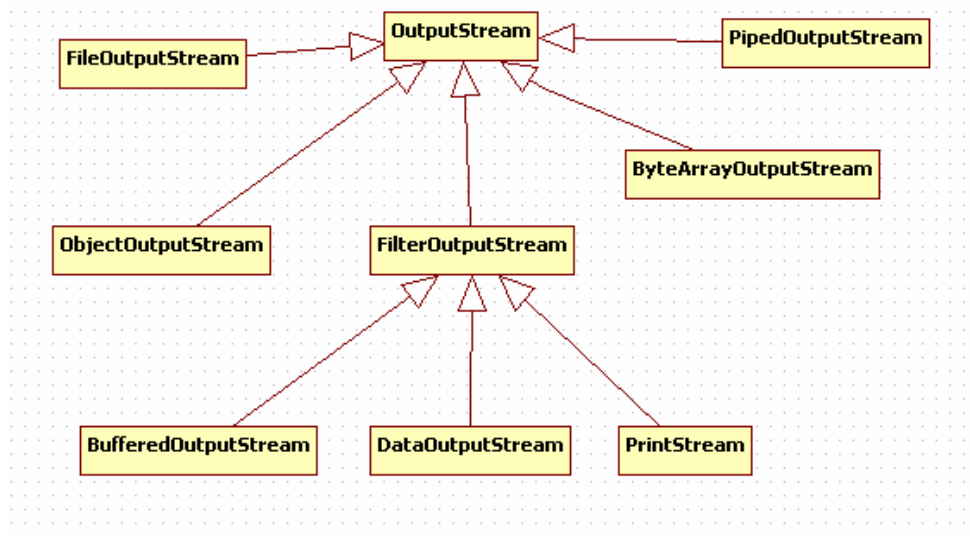 OutputStream
PipedOutputStream
FileOutputStream
ByteArrayOutputStream
ObjectOutputStream
FilterOutputStream
BufferedOutputStream
DataOutputStream
PrintStream